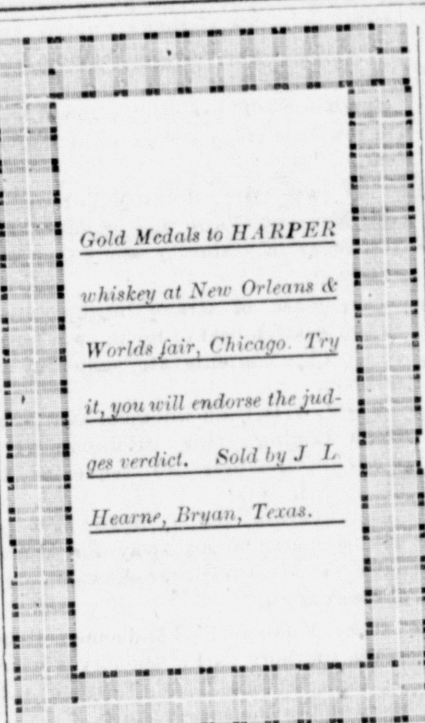 Gold Medals to HARPER
whiskey at New Orleans &
Worlds fair, Chicago. Try
it, you will endorse the jud-
ges verdict. Sold by J L
Hearne, Bryan, Texas.